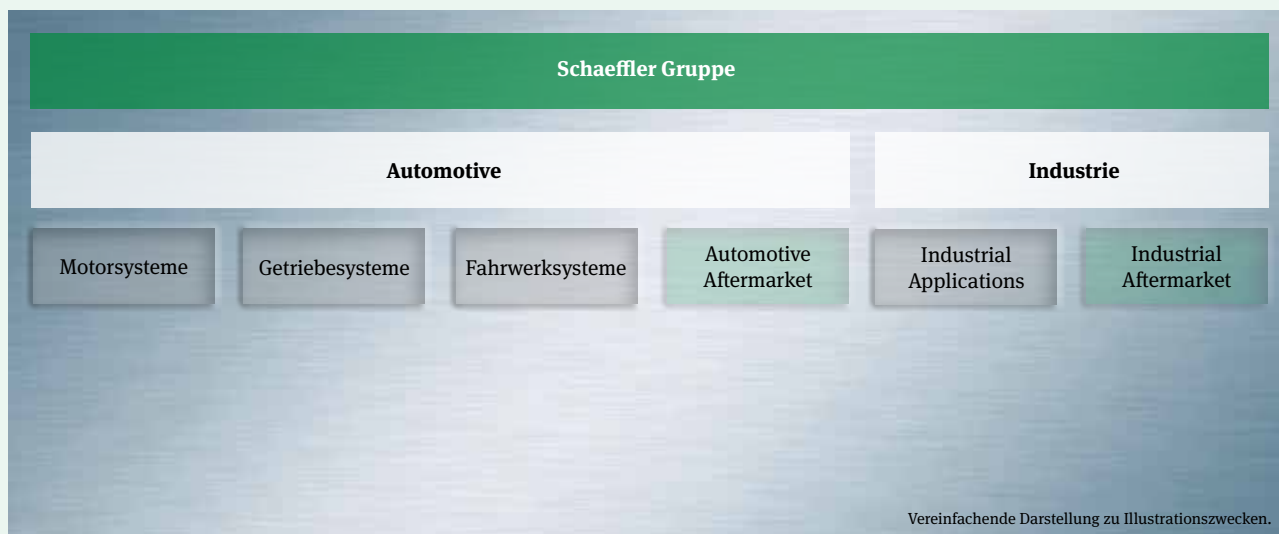 Schaeffler Gruppe
Automotive
Industrie
Motorsysteme
Getriebesysteme
Fahrwerksysteme
Automotive
Aftermarket
Industrial
Applications
Industrial
Aftermarket
Vereinfachende Darstellung zu Illustrationszwecken.